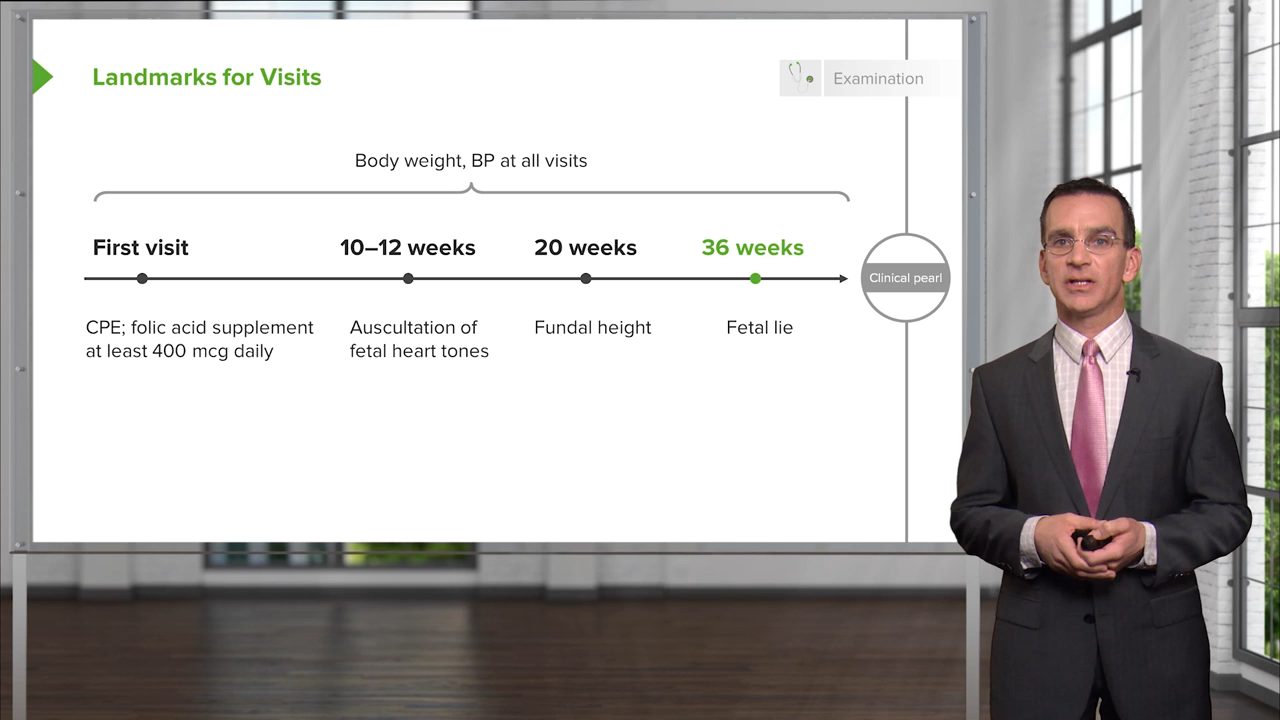 Landmarks for Visits
Examination
Body weight, BP at all visits
First visit
10–12 weeks
20 weeks
36 weeks
Clinical pearl
CPE; folic acid supplement
at least 400 mcg daily
Auscultation of
fetal heart tones
Fundal height
Fetal lie